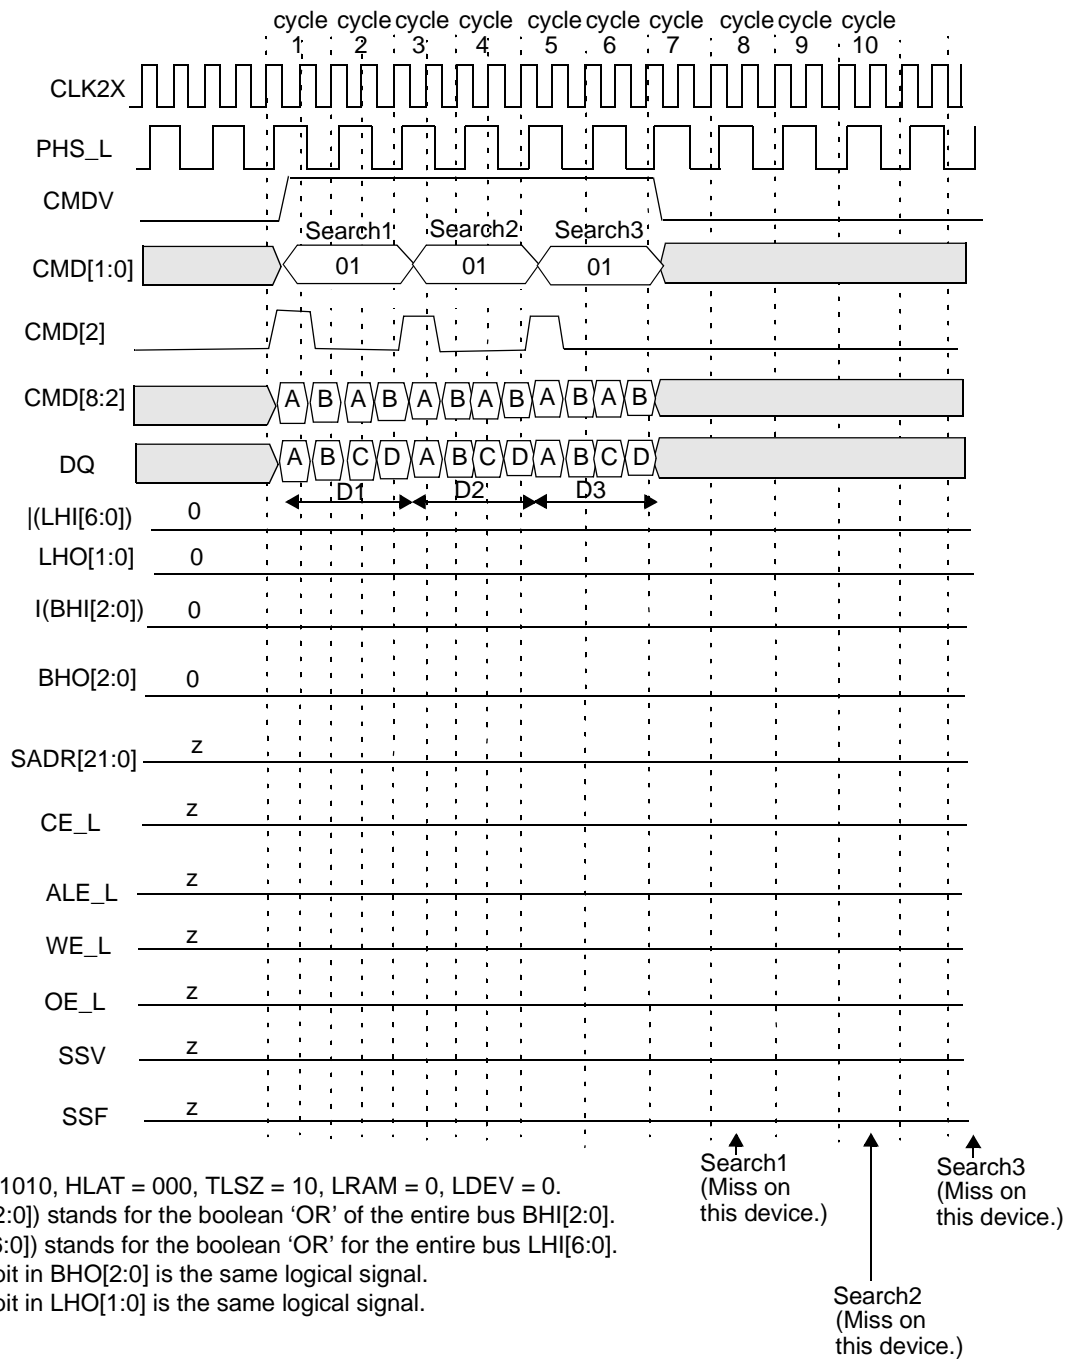 cycle cycle cycle cycle cycle cycle cycle cycle cycle cycle
1 2 3 4 5 6 7 8 9 10
CLK2X
PHS_L
CMDV
Search1 Search2 Search3
CMD[1:0] 01 01 01
CMD[2]
CMD[8:2] A B A B A B A B A B A B
DQ A B C D A B C D A B C D
D1 D2 D3
|(LHI[6:0]) 0
LHO[1:0] 0
I(BHI[2:0]) 0
BHO[2:0] 0
SADR[21:0] z
CE_L z
ALE_L z
WE_L z
OE_L z
SSV z
SSF z
Search1
(Miss on
this device.)
Search3
(Miss on
this device.)
Search2
(Miss on
this device.)
1010, HLAT = 000, TLSZ = 10, LRAM = 0, LDEV = 0.
2:0]) stands for the boolean ‘OR’ of the entire bus BHI[2:0].
6:0]) stands for the boolean ‘OR’ for the entire bus LHI[6:0].
bit in BHO[2:0] is the same logical signal.
bit in LHO[1:0] is the same logical signal.